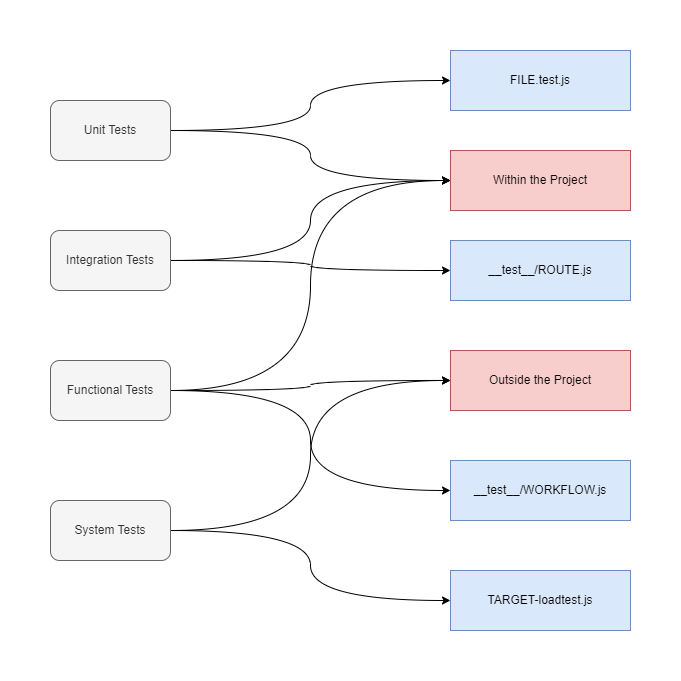 Unit Tests
Integration Tests
Functional Tests
System Tests
FILE.test.js
Within the Project
__test__/ROUTE.js
Outside the Project
__test__/WORKFLOW.js
TARGET-loadtest.js